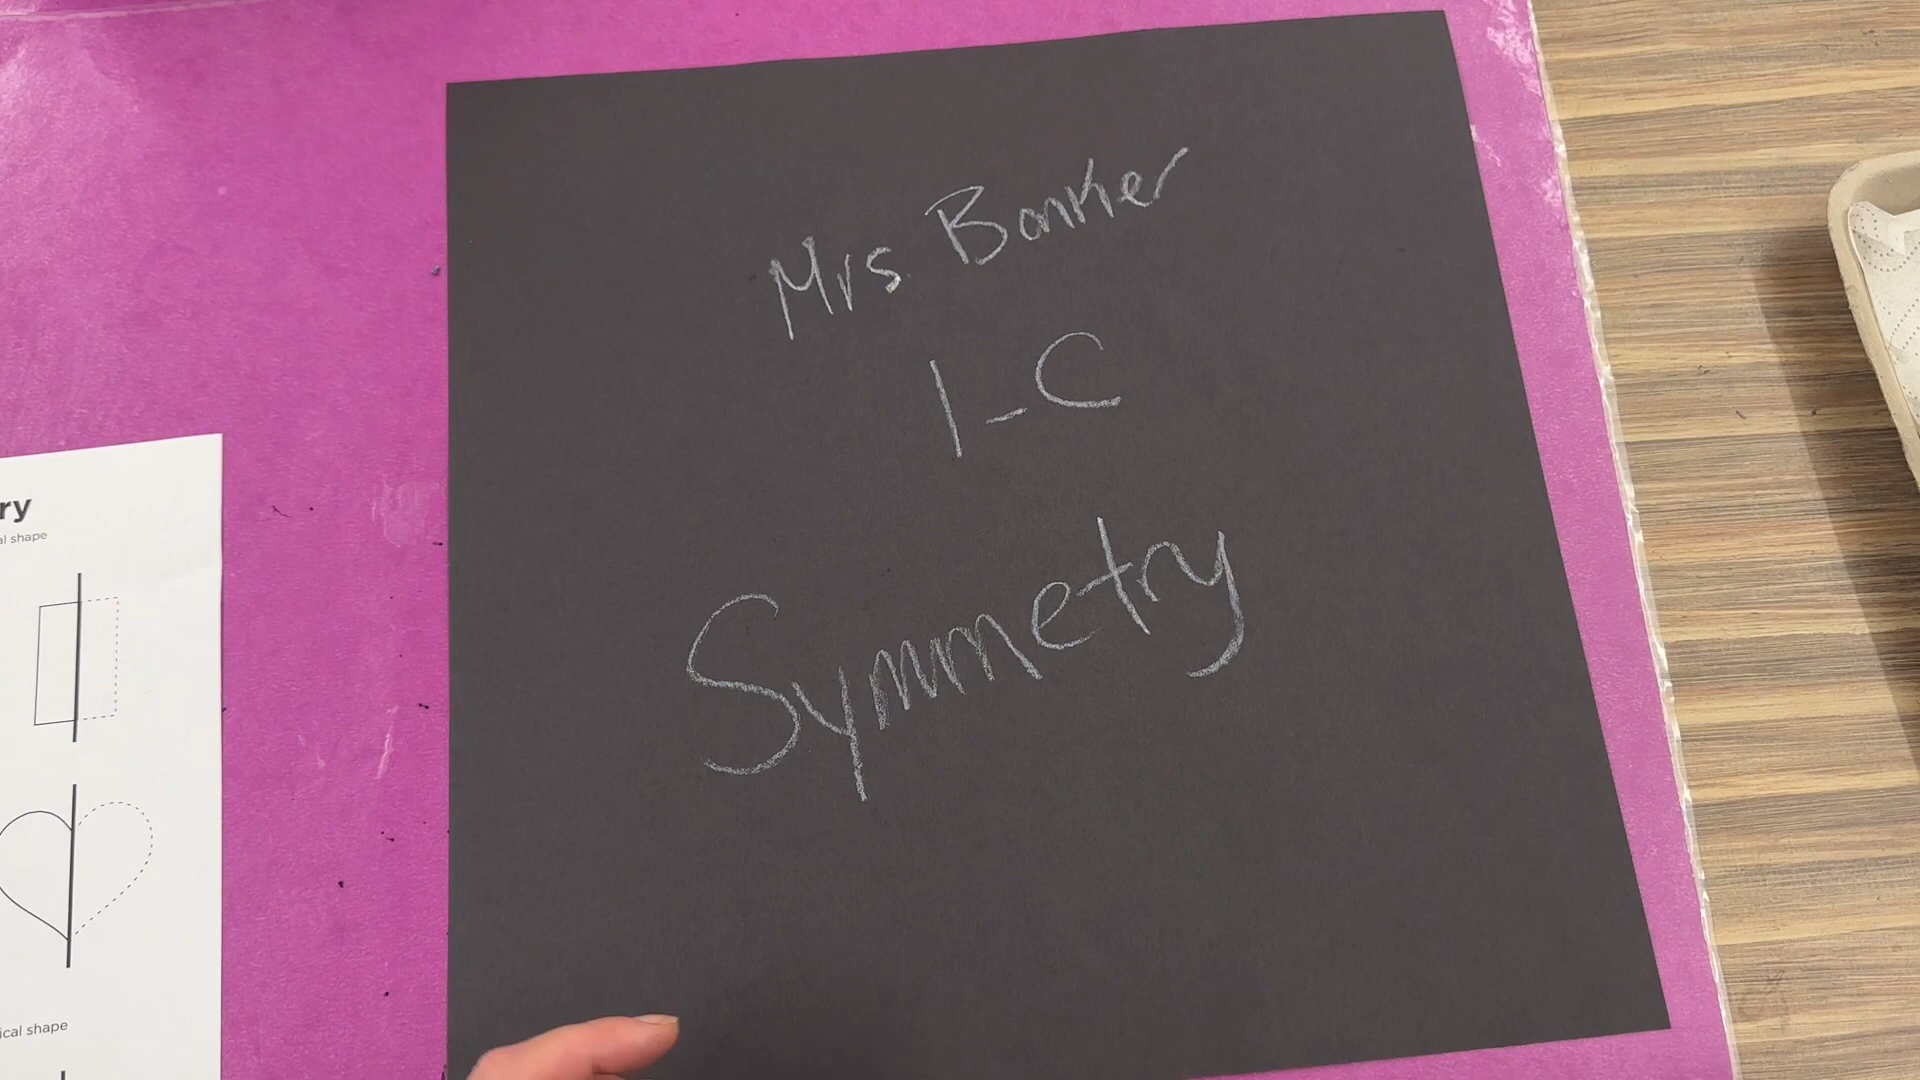 Mrs. Bonker
1-C
Symmetry
ry
al shape
ical shape